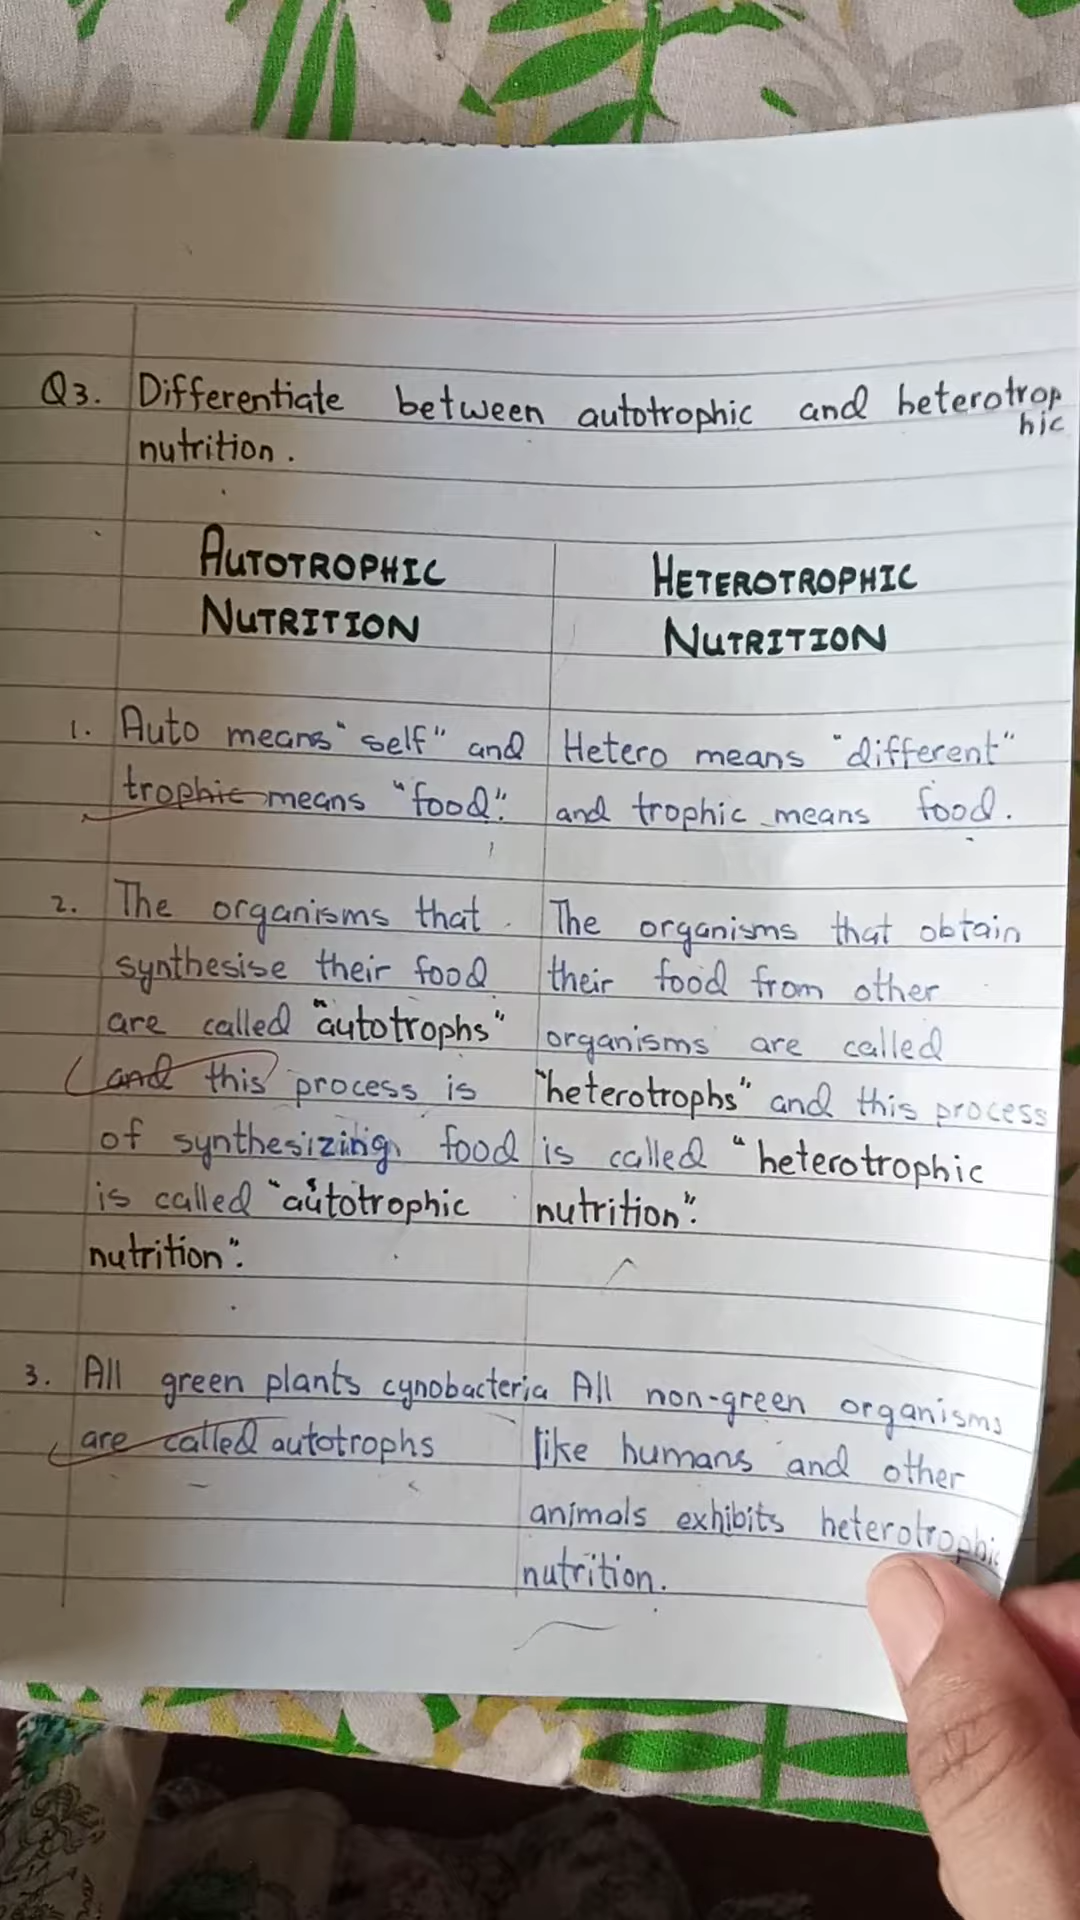 Q3. Differentiate between autotrophic and heterotrop
hic
nutrition.
AUTOTROPHIC
NUTRITION
1. Auto means "self" and
trophic means "food".
2. The organisms that
synthesise their food
are called "autotrophs"
and this process is
of synthesizing food
is called "autotrophic
nutrition".
3. All green plants cynobacteria
are called autotrophs
HETEROTROPHIC
NUTRITION
Hetero means "different"
and trophic means food.
The organisms that obtain
their food from other
organisms are called
"heterotrophs" and this process
is called "heterotrophic
nutrition".
All non-green organisms
like humans and other
animals exhibits heterotrophic
nutrition.